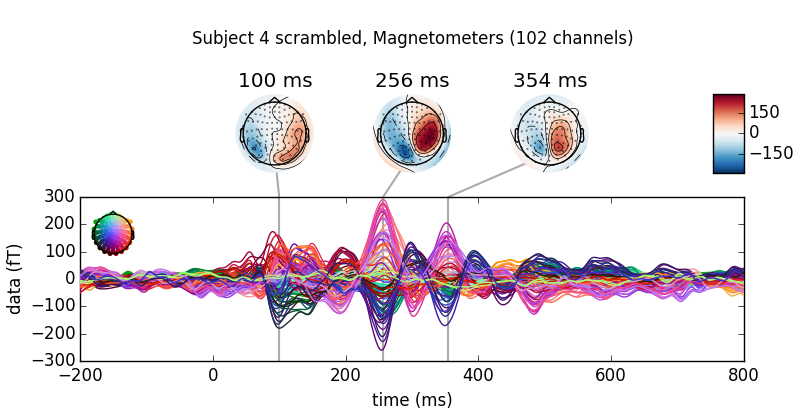 Subject 4 scrambled, Magnetometers (102 channels)
100 ms 256 ms 354 ms
150
0
−150
300
200
100
0
−100
−200
−300
data (fT)
−200 0 200 400 600 800
time (ms)